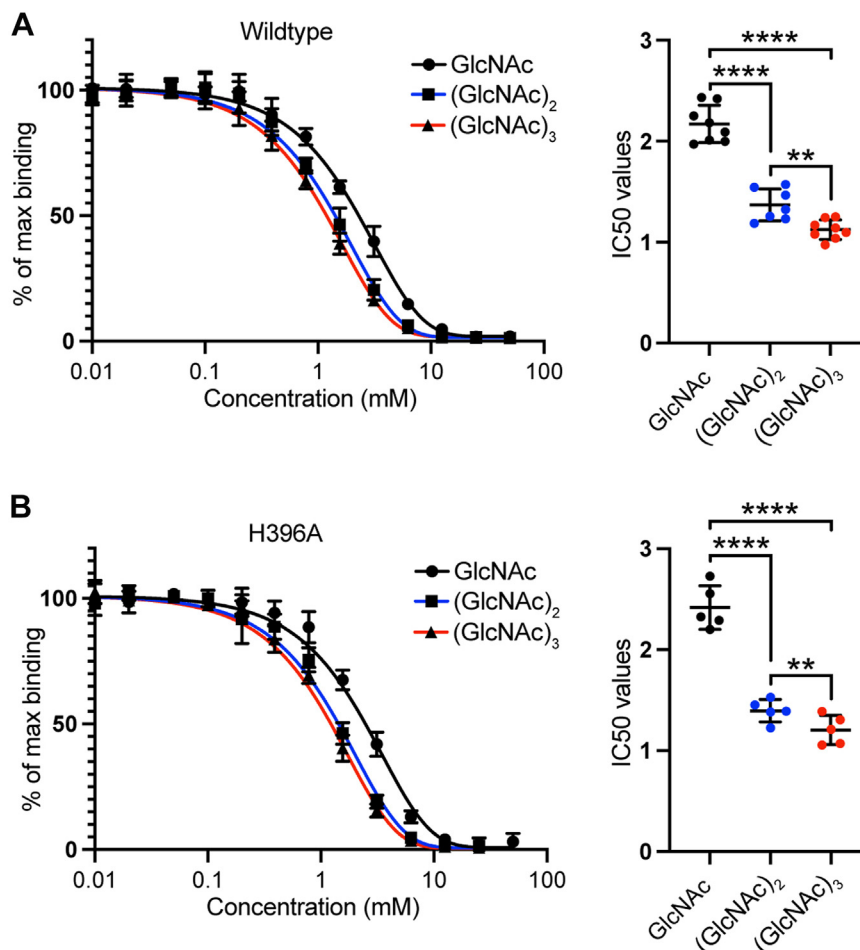 A
Wildtype
% of max binding
100
50
0
0.01
0.1
1
10
100
Concentration (mM)
GlcNAc
(GlcNAc)2
(GlcNAc)3
IC50 values
3
2
1
0
****
****
**
GlcNAc
(GlcNAc)2
(GlcNAc)3
B
H396A
% of max binding
100
50
0
0.01
0.1
1
10
100
Concentration (mM)
GlcNAc
(GlcNAc)2
(GlcNAc)3
IC50 values
3
2
1
0
****
****
**
GlcNAc
(GlcNAc)2
(GlcNAc)3